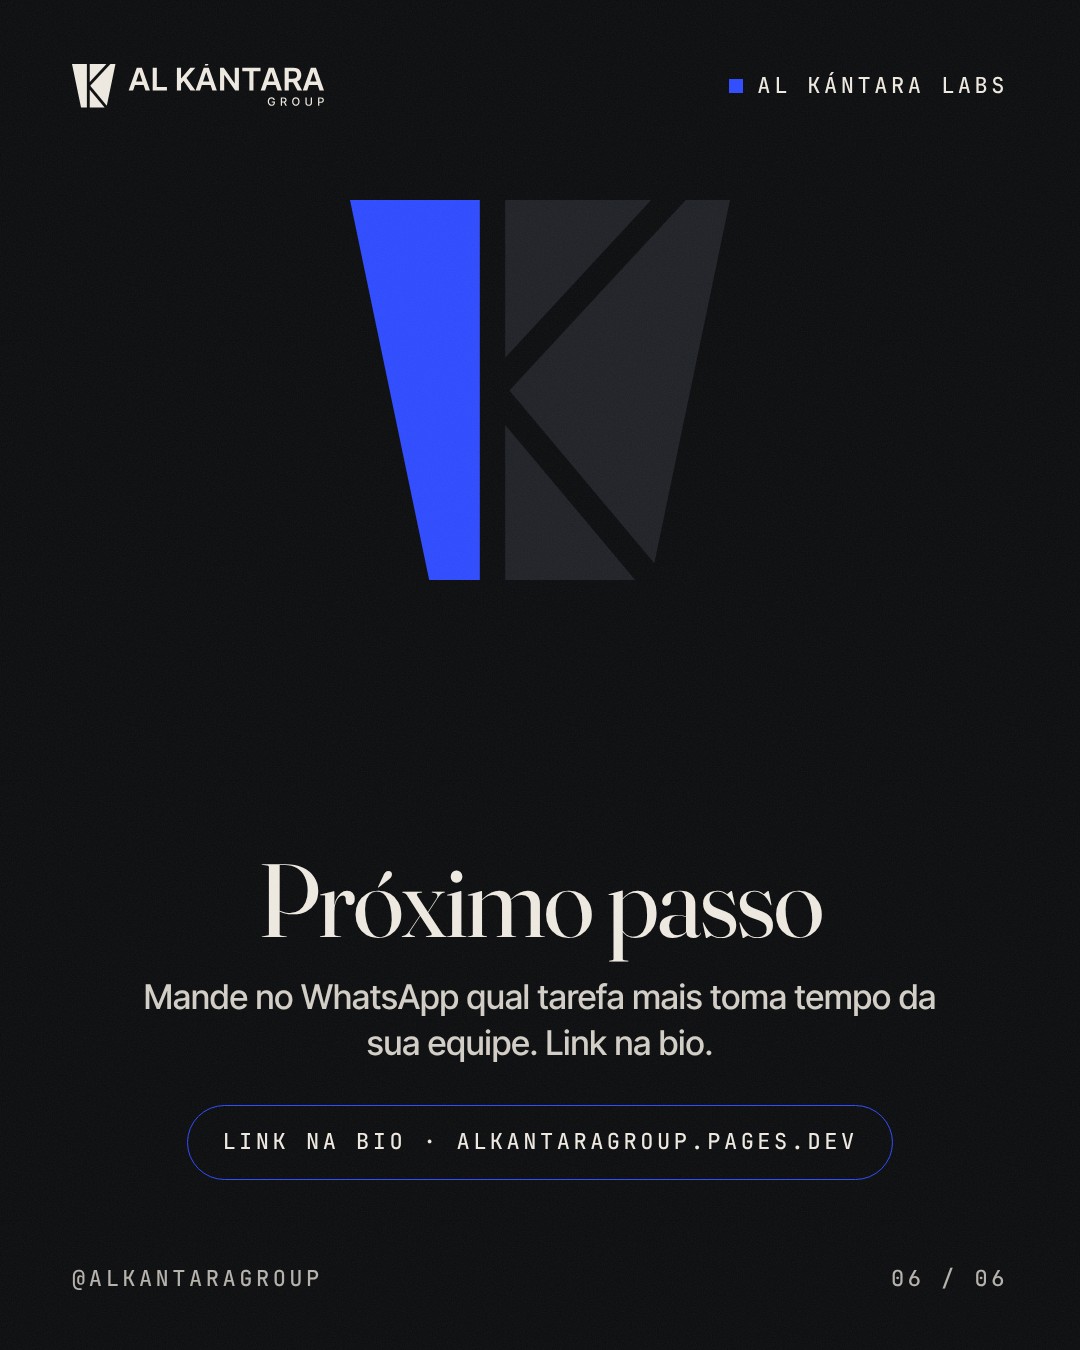 AL KÁNTARA
GROUP
AL KÁNTARA LABS
Próximo passo
Mande no WhatsApp qual tarefa mais toma tempo da
sua equipe. Link na bio.
LINK NA BIO · ALKANTARAGROUP.PAGES.DEV
@ALKANTARAGROUP
06 / 06